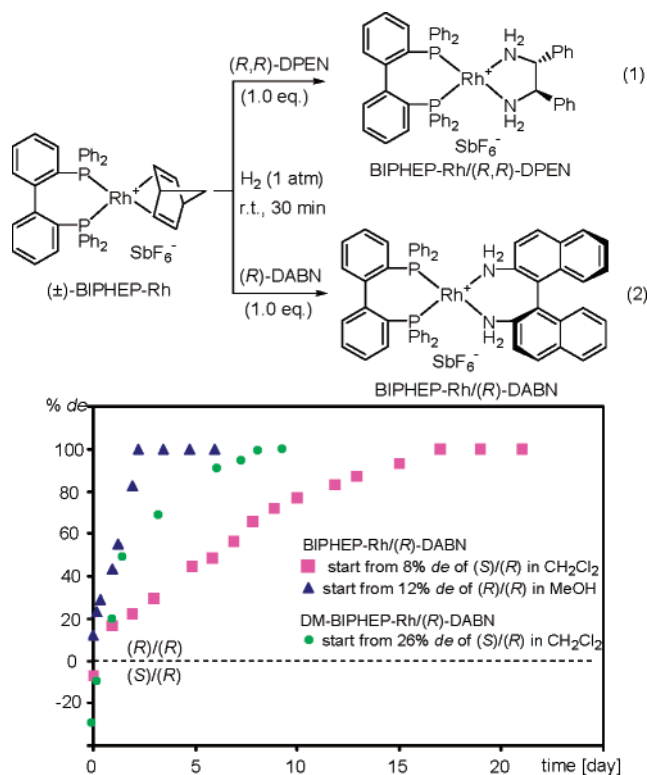 Ph2
P
Rh+
P
Ph2
H2
N
Ph
N
H2
Ph
SbF6−
BIPHEP-Rh/(R,R)-DPEN
(1)
(R,R)-DPEN
(1.0 eq.)
Ph2
P
Rh+
P
Ph2
SbF6−
(±)-BIPHEP-Rh
H2 (1 atm)
r.t., 30 min
(R)-DABN
(1.0 eq.)
Ph2
P
Rh+
P
Ph2
H2
N
N
H2
SbF6−
BIPHEP-Rh/(R)-DABN
(2)
% de
100
80
60
40
20
0
-20
BIPHEP-Rh/(R)-DABN
start from 8% de of (S)/(R) in CH2Cl2
start from 12% de of (R)/(R) in MeOH
DM-BIPHEP-Rh/(R)-DABN
start from 26% de of (S)/(R) in CH2Cl2
(R)/(R)
(S)/(R)
0 5 10 15 20 time [day]